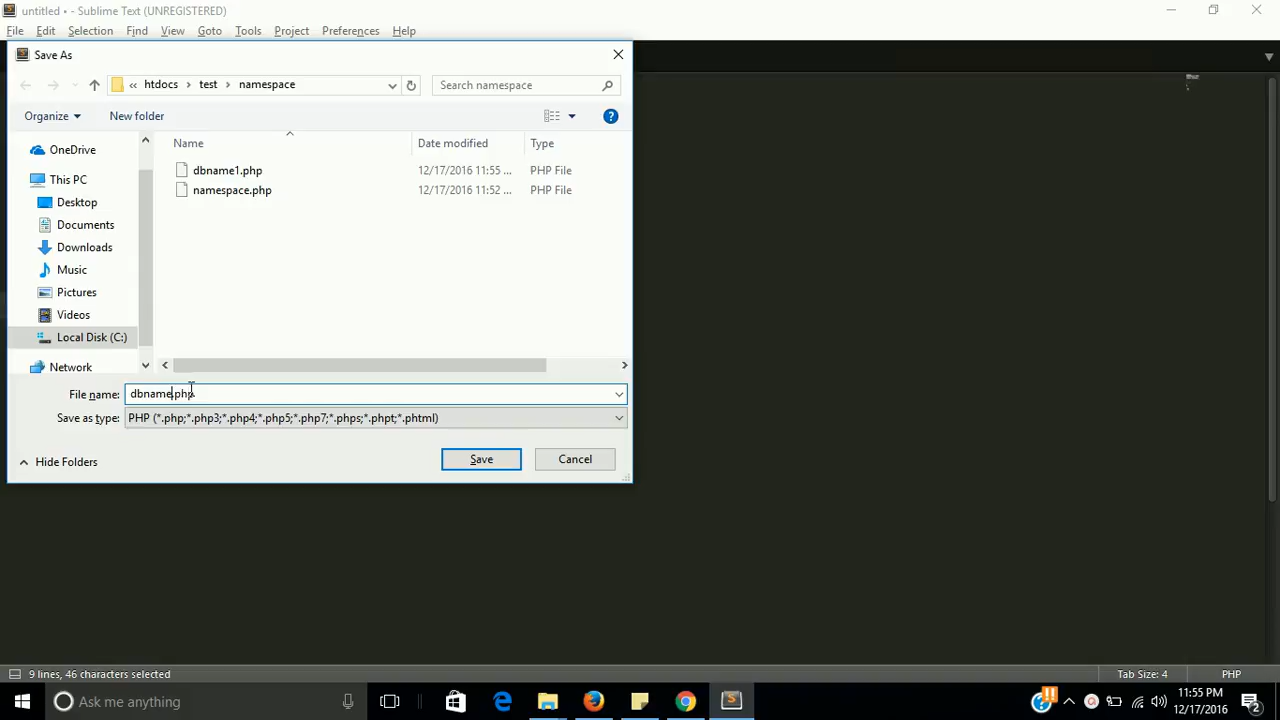 untitled • - Sublime Text (UNREGISTERED)
File Edit Selection Find View Goto Tools Project Preferences Help
Save As
« htdocs › test › namespace
Search namespace
Organize New folder
Name Date modified Type
OneDrive
This PC
Desktop
Documents
Downloads
Music
Pictures
Videos
Local Disk (C:)
Network
dbname1.php 12/17/2016 11:55 ... PHP File
namespace.php 12/17/2016 11:52 ... PHP File
File name: dbname.php
Save as type: PHP (*.php;*.php3;*.php4;*.php5;*.php7;*.phps;*.phpt;*.phtml)
Hide Folders
Save Cancel
9 lines, 46 characters selected
Tab Size: 4 PHP
Ask me anything
11:55 PM
12/17/2016
2